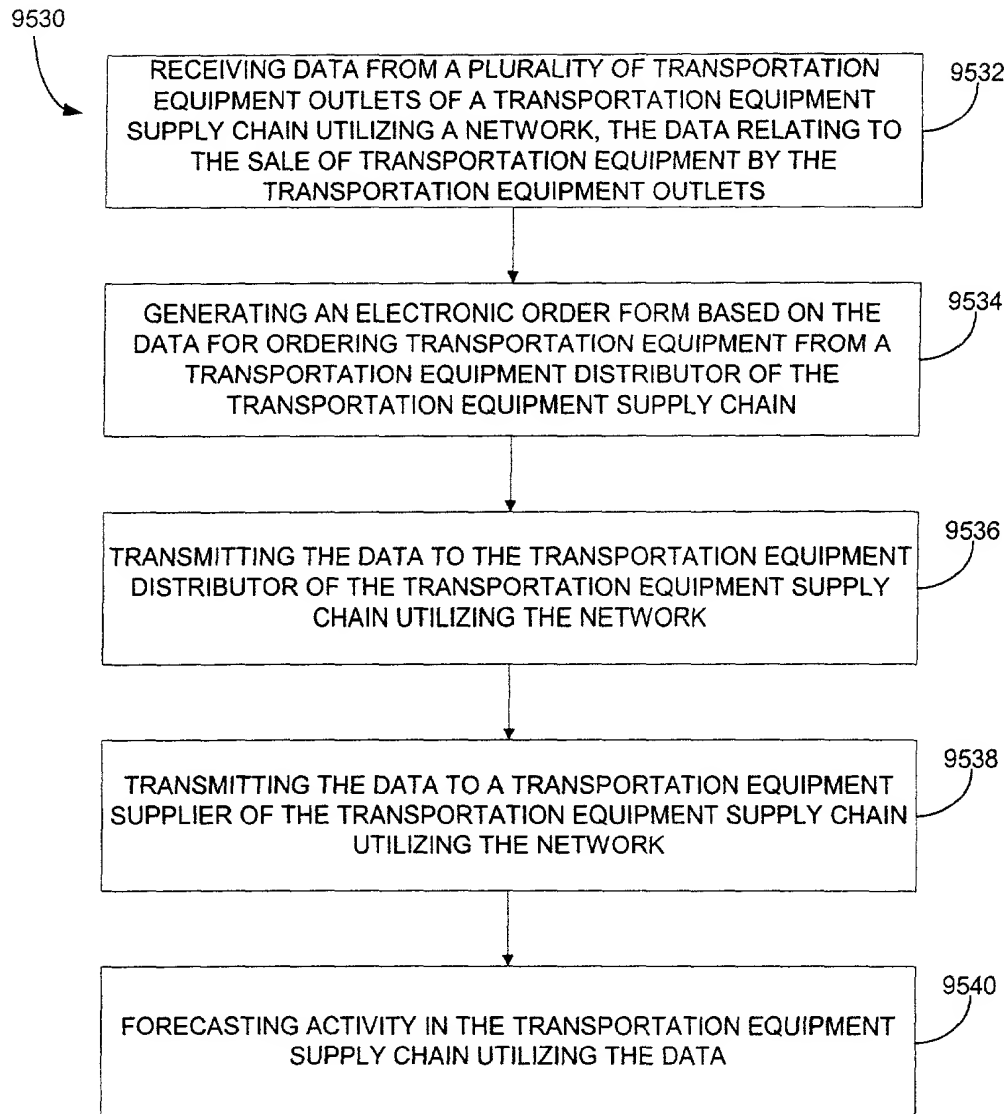 9530
RECEIVING DATA FROM A PLURALITY OF TRANSPORTATION
EQUIPMENT OUTLETS OF A TRANSPORTATION EQUIPMENT
SUPPLY CHAIN UTILIZING A NETWORK, THE DATA RELATING TO
THE SALE OF TRANSPORTATION EQUIPMENT BY THE
TRANSPORTATION EQUIPMENT OUTLETS
9532
GENERATING AN ELECTRONIC ORDER FORM BASED ON THE
DATA FOR ORDERING TRANSPORTATION EQUIPMENT FROM A
TRANSPORTATION EQUIPMENT DISTRIBUTOR OF THE
TRANSPORTATION EQUIPMENT SUPPLY CHAIN
9534
TRANSMITTING THE DATA TO THE TRANSPORTATION EQUIPMENT
DISTRIBUTOR OF THE TRANSPORTATION EQUIPMENT SUPPLY
CHAIN UTILIZING THE NETWORK
9536
TRANSMITTING THE DATA TO A TRANSPORTATION EQUIPMENT
SUPPLIER OF THE TRANSPORTATION EQUIPMENT SUPPLY CHAIN
UTILIZING THE NETWORK
9538
FORECASTING ACTIVITY IN THE TRANSPORTATION EQUIPMENT
SUPPLY CHAIN UTILIZING THE DATA
9540